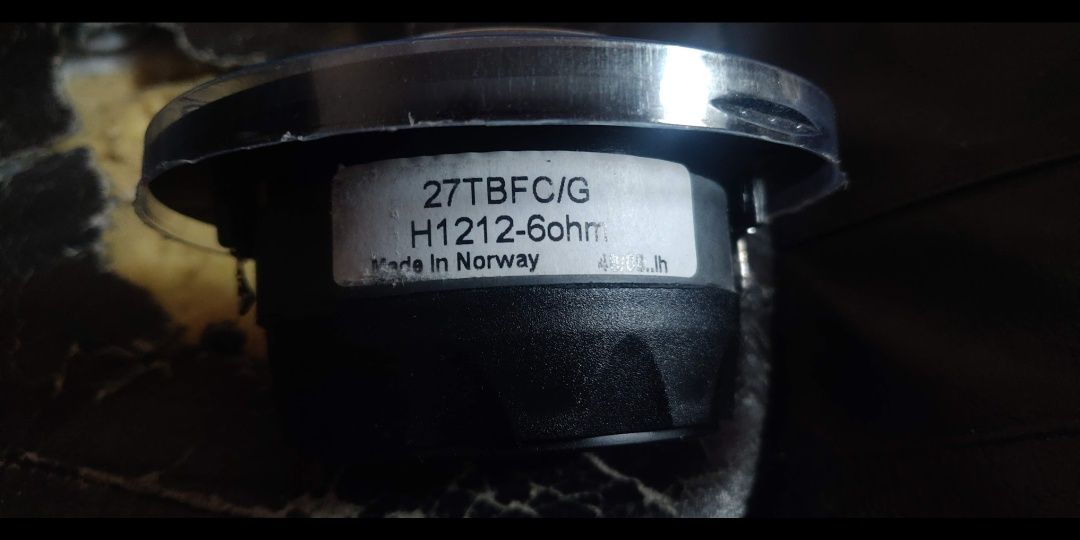 27TBFC/G
H1212-6ohm
Made In Norway